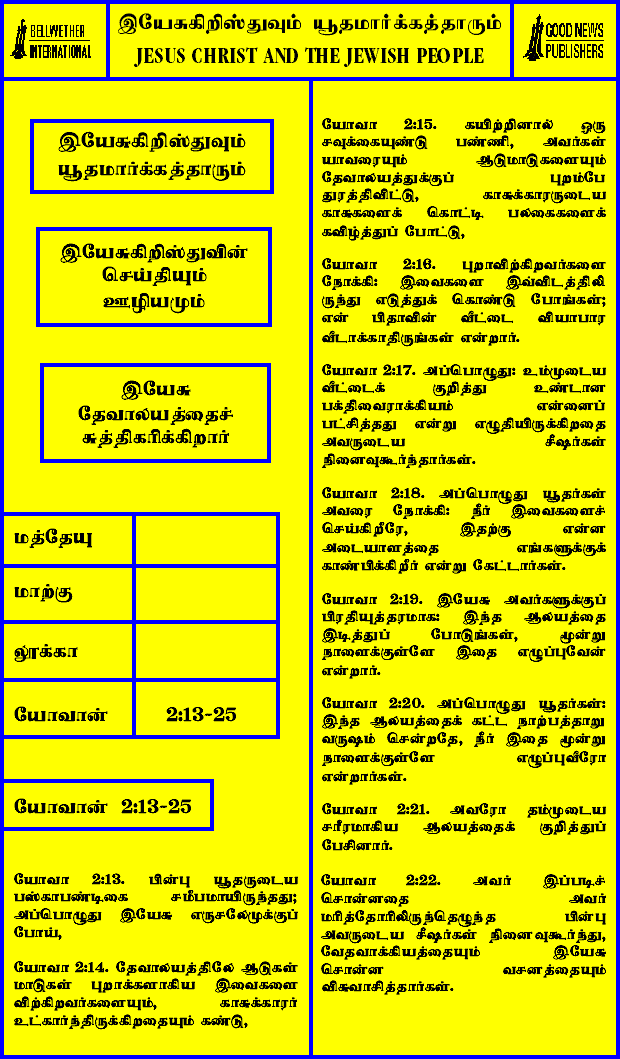 BELLWETHER
INTERNATIONAL
இயேசுகிறிஸ்துவும் யூதமார்க்கத்தாரும்
JESUS CHRIST AND THE JEWISH PEOPLE
GOOD NEWS
PUBLISHERS
இயேசுகிறிஸ்துவும்
யூதமார்க்கத்தாரும்
இயேசுகிறிஸ்துவின்
செய்தியும்
ஊழியமும்
இயேசு
தேவாலயத்தைச்
சுத்திகரிக்கிறார்
மத்தேயு
மாற்கு
லூக்கா
யோவான் 2:13-25
யோவான் 2:13-25
யோவா 2:13. பின்பு யூதருடைய
பஸ்காபண்டிகை சமீபமாயிருந்தது;
அப்பொழுது இயேசு எருசலேமுக்குப்
போய்,
யோவா 2:14. தேவாலயத்திலே ஆடுகள்
மாடுகள் புறாக்களாகிய இவைகளை
விற்கிறவர்களையும், காசுக்காரர்
உட்கார்ந்திருக்கிறதையும் கண்டு,
யோவா 2:15. கயிற்றினால் ஒரு
சவுக்கையுண்டு பண்ணி, அவர்கள்
யாவரையும் ஆடுமாடுகளையும்
தேவாலயத்துக்குப் புறம்பே
துரத்திவிட்டு, காசுக்காரருடைய
காசுகளைக் கொட்டி, பலகைகளைக்
கவிழ்த்துப் போட்டு,
யோவா 2:16. புறாவிற்கிறவர்களை
நோக்கி: இவைகளை இவ்விடத்திலி
ருந்து எடுத்துக் கொண்டு போங்கள்;
என் பிதாவின் வீட்டை வியாபார
வீடாக்காதிருங்கள் என்றார்.
யோவா 2:17. அப்பொழுது: உம்முடைய
வீட்டைக் குறித்து உண்டான
பக்திவைராக்கியம் என்னைப்
பட்சித்தது என்று எழுதியிருக்கிறதை
அவருடைய சீஷர்கள்
நினைவுகூர்ந்தார்கள்.
யோவா 2:18. அப்பொழுது யூதர்கள்
அவரை நோக்கி: நீர் இவைகளைச்
செய்கிறீரே, இதற்கு என்ன
அடையாளத்தை எங்களுக்குக்
காண்பிக்கிறீர் என்று கேட்டார்கள்.
யோவா 2:19. இயேசு அவர்களுக்குப்
பிரதியுத்தரமாக: இந்த ஆலயத்தை
இடித்துப் போடுங்கள், மூன்று
நாளைக்குள்ளே இதை எழுப்புவேன்
என்றார்.
யோவா 2:20. அப்பொழுது யூதர்கள்:
இந்த ஆலயத்தைக் கட்ட நாற்பத்தாறு
வருஷம் சென்றதே, நீர் இதை மூன்று
நாளைக்குள்ளே எழுப்புவீரோ
என்றார்கள்.
யோவா 2:21. அவரோ தம்முடைய
சரீரமாகிய ஆலயத்தைக் குறித்துப்
பேசினார்.
யோவா 2:22. அவர் இப்படிச்
சொன்னதை அவர்
மரித்தோரிலிருந்தெழுந்த பின்பு
அவருடைய சீஷர்கள் நினைவுகூர்ந்து,
வேதவாக்கியத்தையும் இயேசு
சொன்ன வசனத்தையும்
விசுவாசித்தார்கள்.